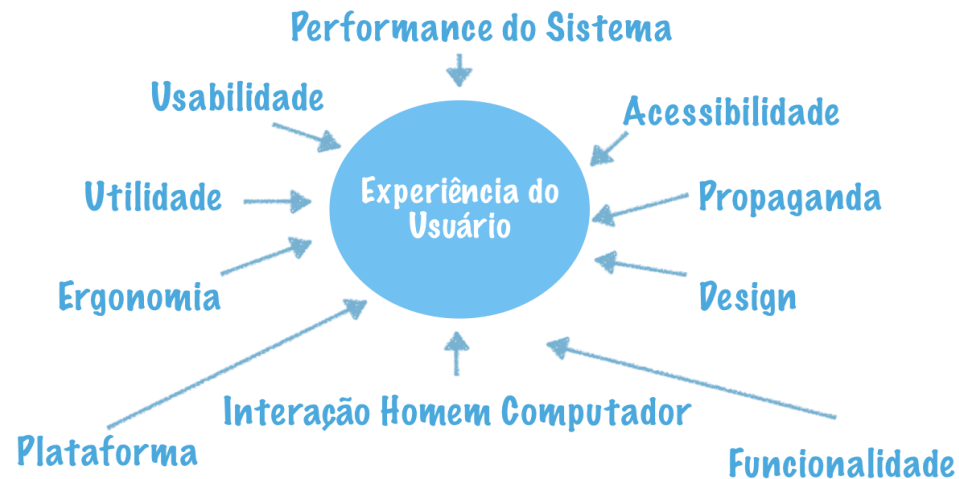 Performance do Sistema
Usabilidade
Acessibilidade
Experiência do
Usuário
Utilidade
Propaganda
Ergonomia
Design
Interação Homem Computador
Plataforma
Funcionalidade